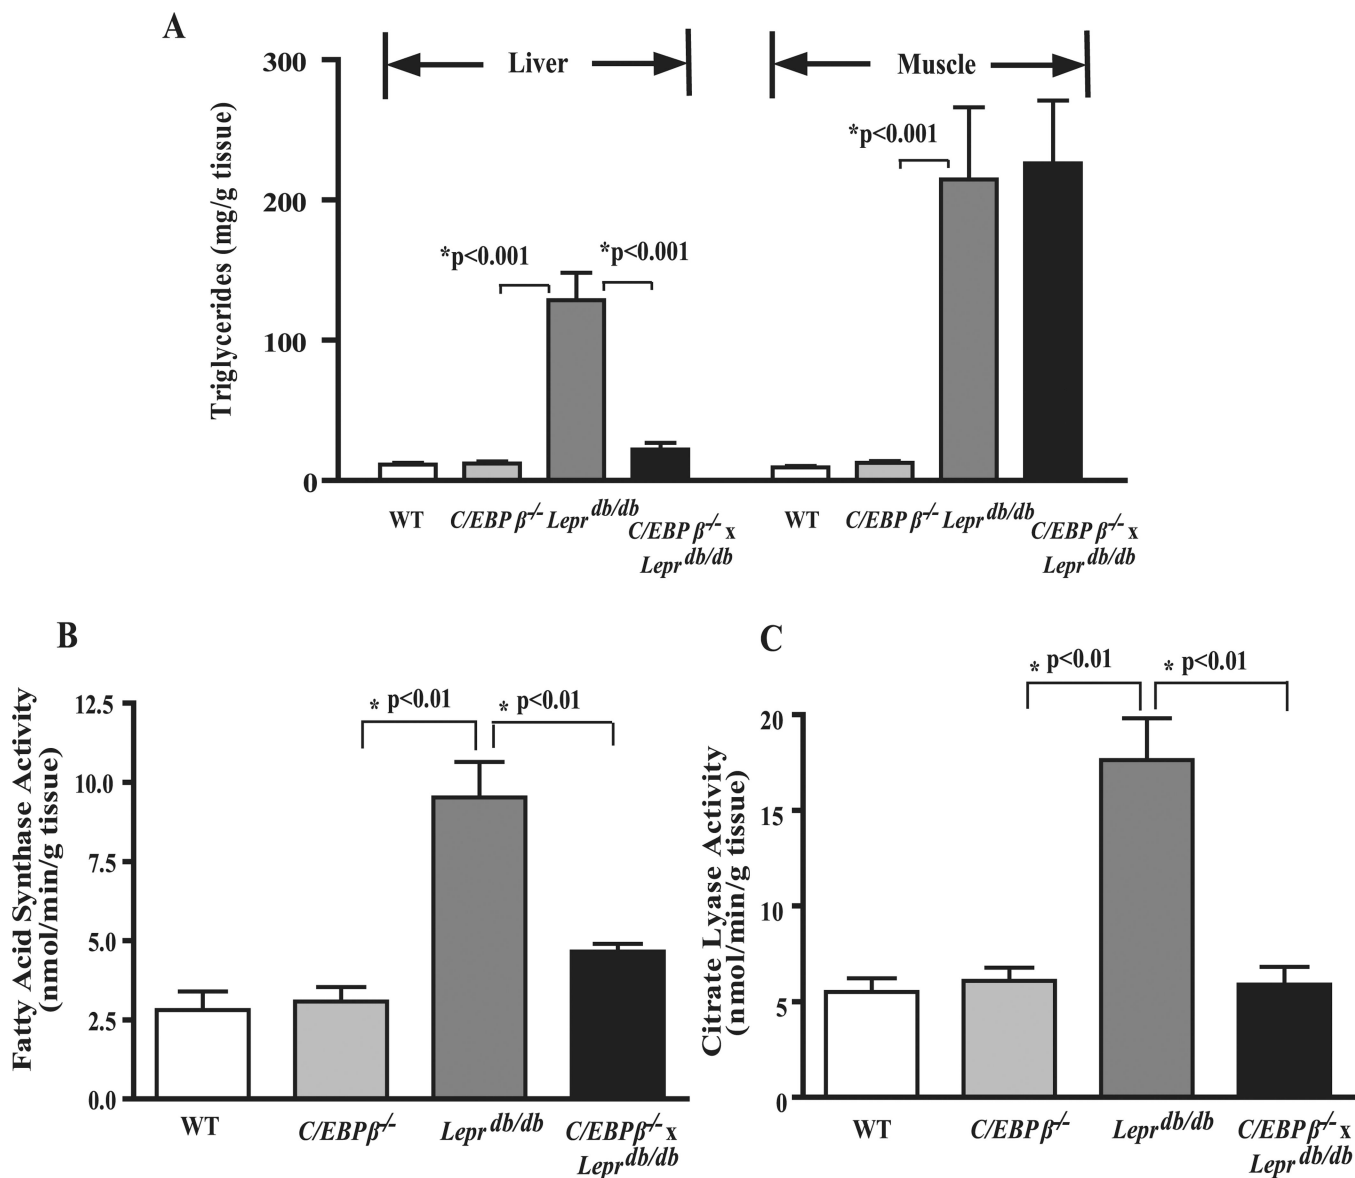 A
Liver
Muscle
Triglycerides (mg/g tissue)
300
200
100
0
*p<0.001
*p<0.001
*p<0.001
WT
C/EBP β-/-
Lepr db/db
C/EBP β-/- x
Lepr db/db
WT
C/EBP β-/-
Lepr db/db
C/EBP β-/- x
Lepr db/db
B
Fatty Acid Synthase Activity
(nmol/min/g tissue)
12.5
10.0
7.5
5.0
2.5
0.0
* p<0.01
* p<0.01
WT
C/EBPβ-/-
Lepr db/db
C/EBPβ-/- x
Lepr db/db
C
Citrate Lyase Activity
(nmol/min/g tissue)
20
15
10
5
0
* p<0.01
* p<0.01
WT
C/EBPβ-/-
Lepr db/db
C/EBPβ-/- x
Lepr db/db